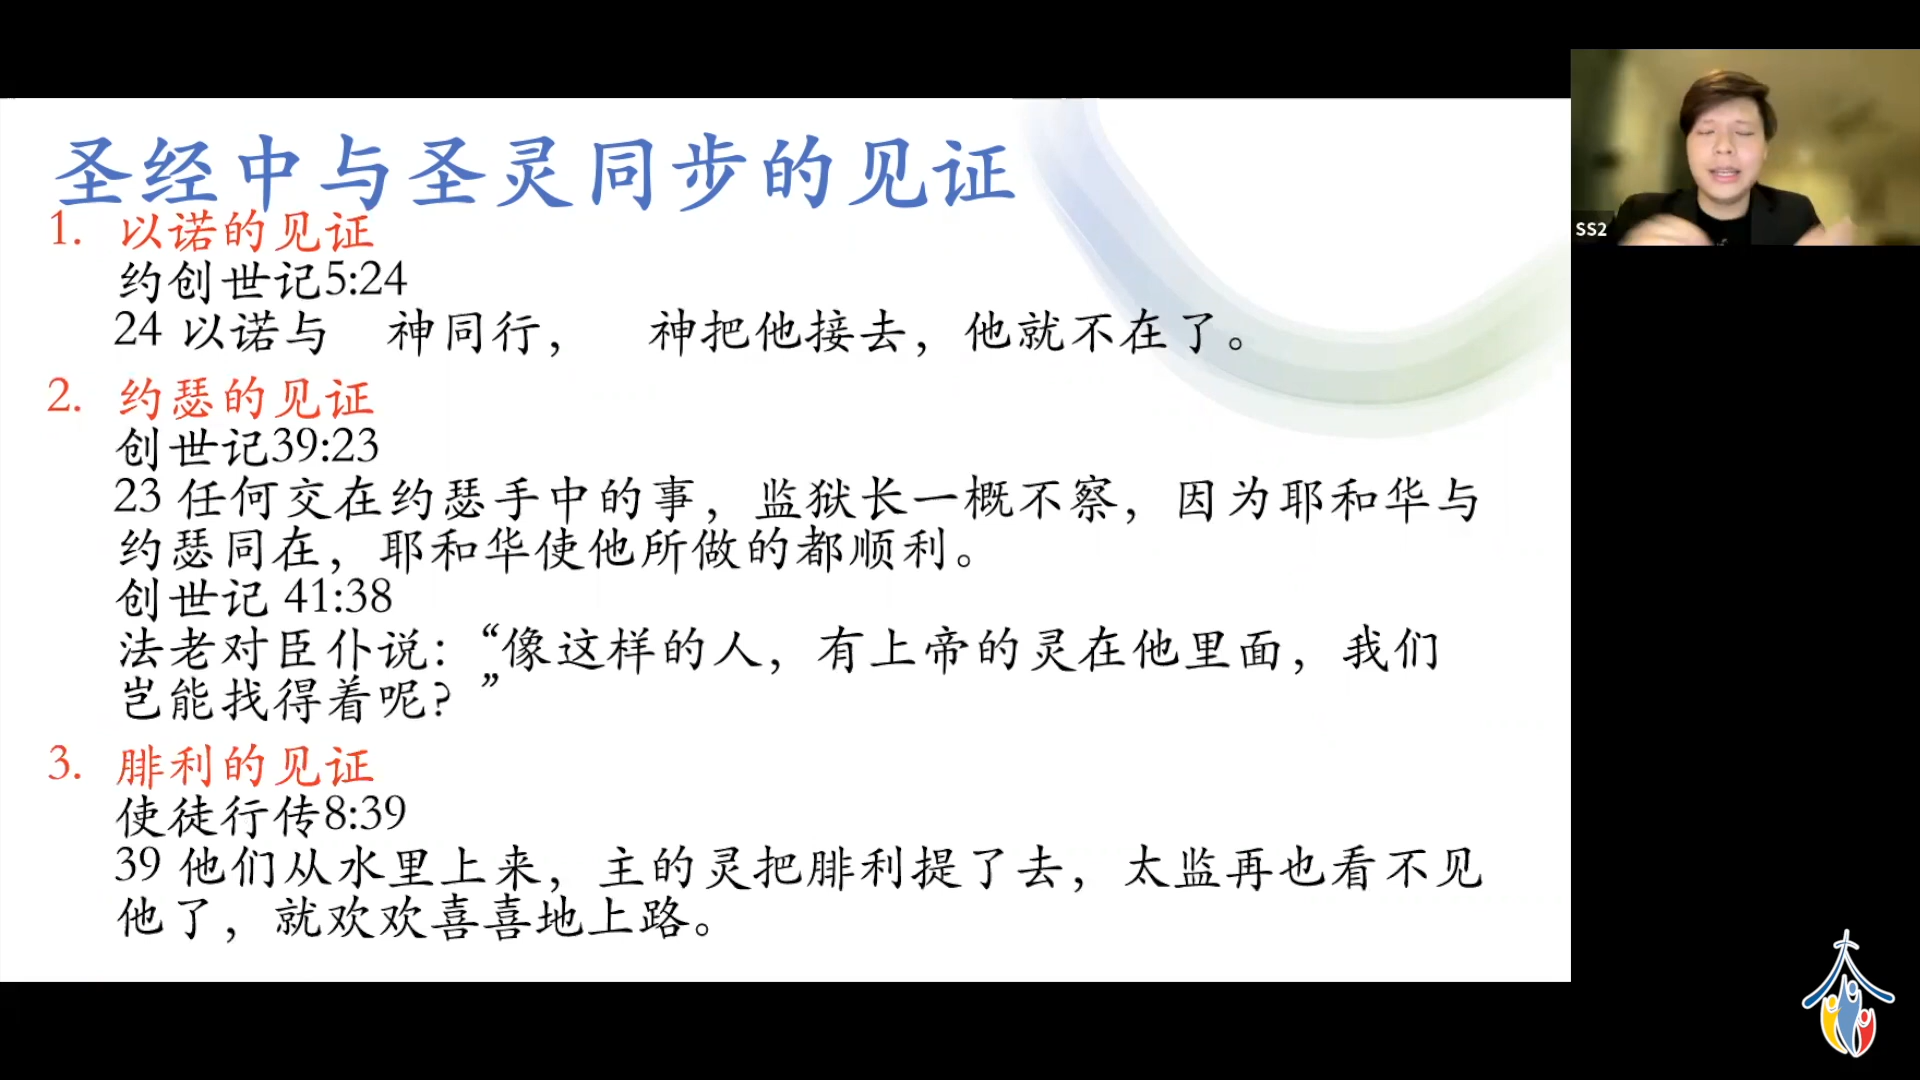 圣经中与圣灵同步的见证
1. 以诺的见证
约创世记5:24
24 以诺与　神同行，　神把他接去，他就不在了。
2. 约瑟的见证
创世记39:23
23 任何交在约瑟手中的事，监狱长一概不察，因为耶和华与
约瑟同在，耶和华使他所做的都顺利。
创世记 41:38
法老对臣仆说：“像这样的人，有上帝的灵在他里面，我们
岂能找得着呢？”
3. 腓利的见证
使徒行传8:39
39 他们从水里上来，主的灵把腓利提了去，太监再也看不见
他了，就欢欢喜喜地上路。
SS2